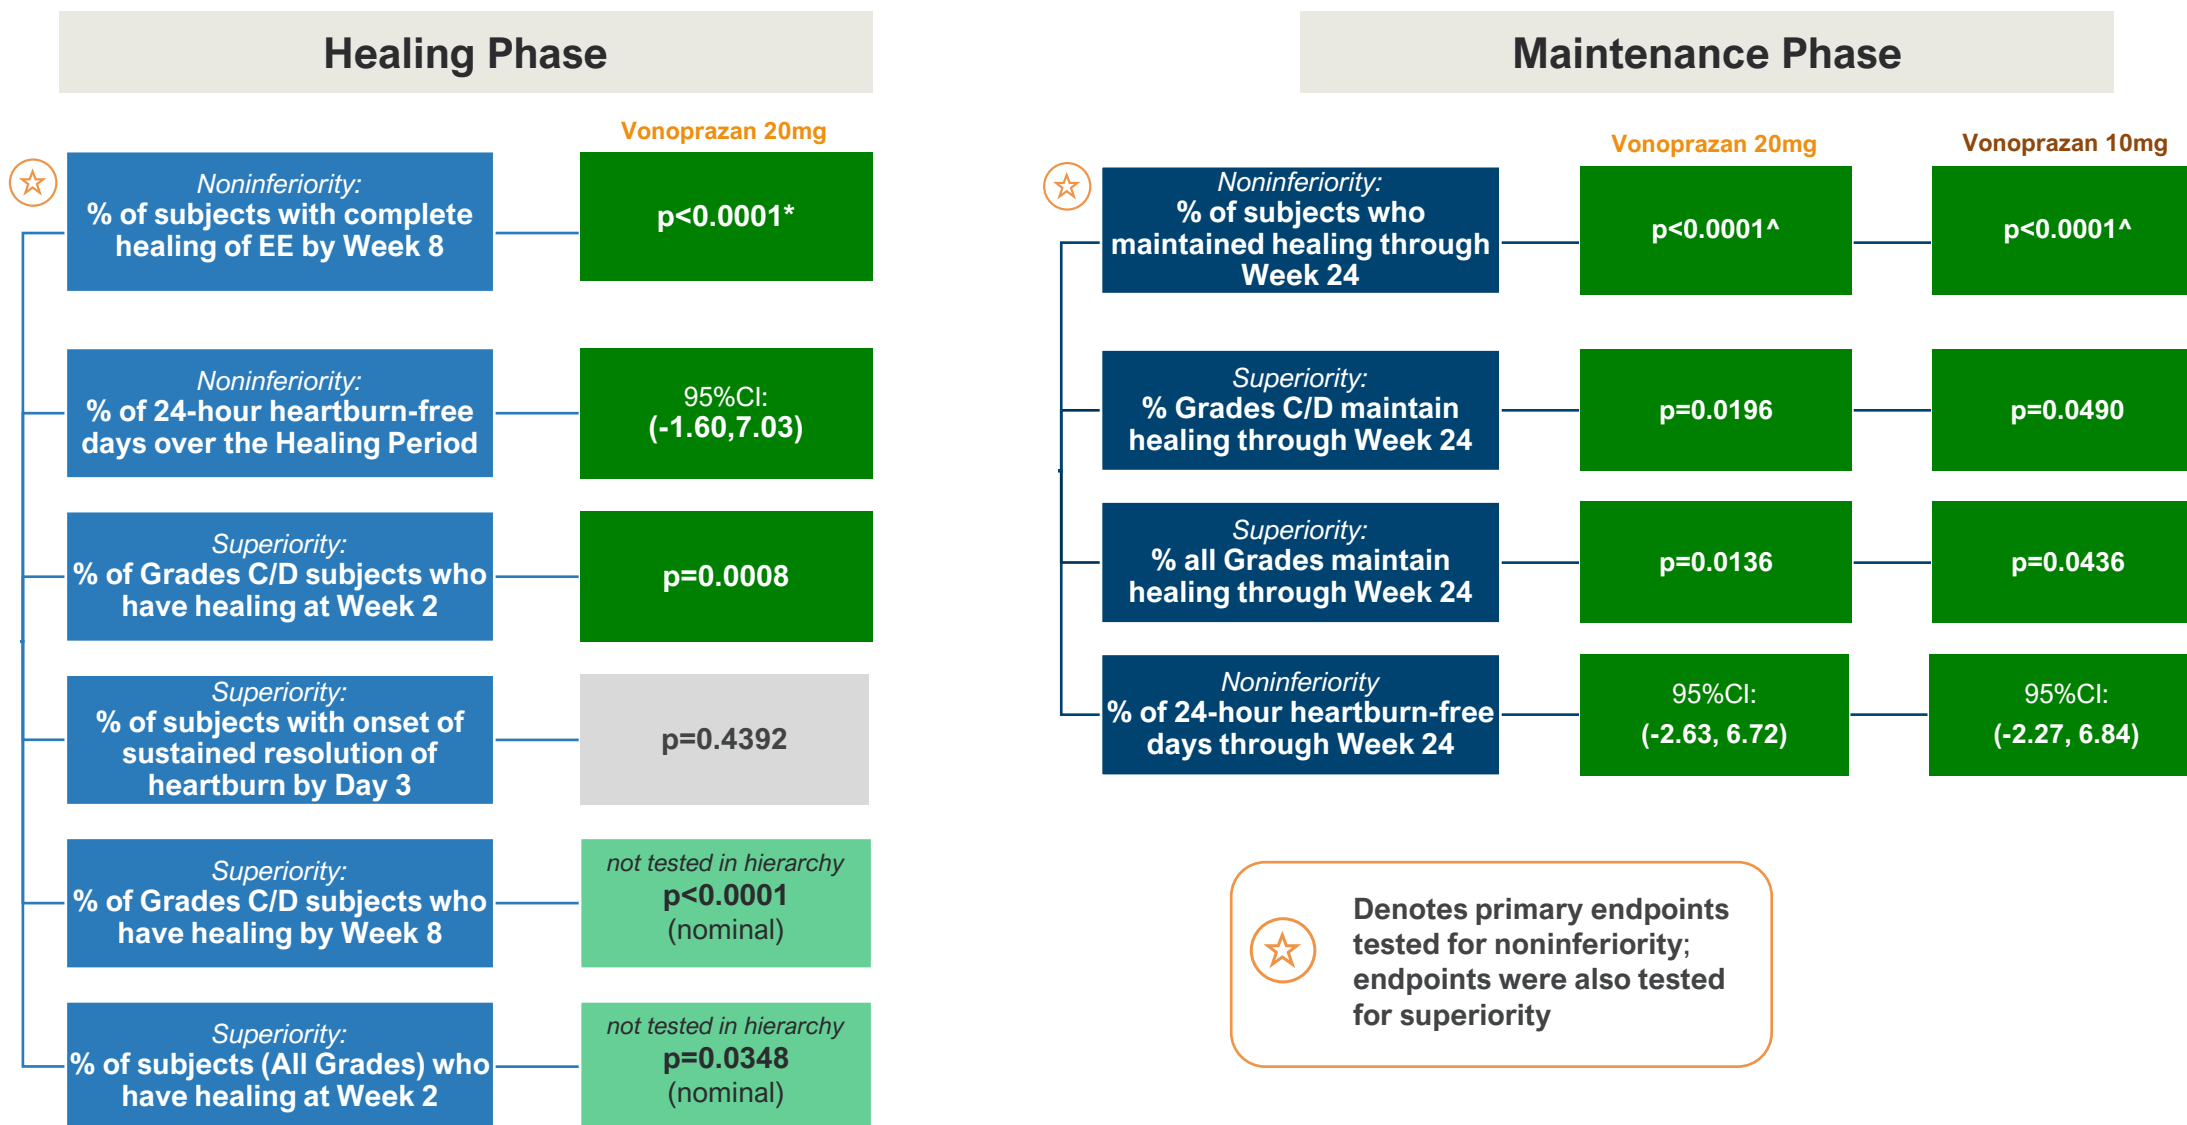 Healing Phase
Vonoprazan 20mg
Noninferiority:
% of subjects with complete
healing of EE by Week 8
p<0.0001*
Noninferiority:
% of 24-hour heartburn-free
days over the Healing Period
95%CI:
(-1.60,7.03)
Superiority:
% of Grades C/D subjects who
have healing at Week 2
p=0.0008
Superiority:
% of subjects with onset of
sustained resolution of
heartburn by Day 3
p=0.4392
Superiority:
% of Grades C/D subjects who
have healing by Week 8
not tested in hierarchy
p<0.0001
(nominal)
Superiority:
% of subjects (All Grades) who
have healing at Week 2
not tested in hierarchy
p=0.0348
(nominal)
Maintenance Phase
Vonoprazan 20mg
Vonoprazan 10mg
Noninferiority:
% of subjects who
maintained healing through
Week 24
p<0.0001^
p<0.0001^
Superiority:
% Grades C/D maintain
healing through Week 24
p=0.0196
p=0.0490
Superiority:
% all Grades maintain
healing through Week 24
p=0.0136
p=0.0436
Noninferiority
% of 24-hour heartburn-free
days through Week 24
95%CI:
(-2.63, 6.72)
95%CI:
(-2.27, 6.84)
Denotes primary endpoints
tested for noninferiority;
endpoints were also tested
for superiority